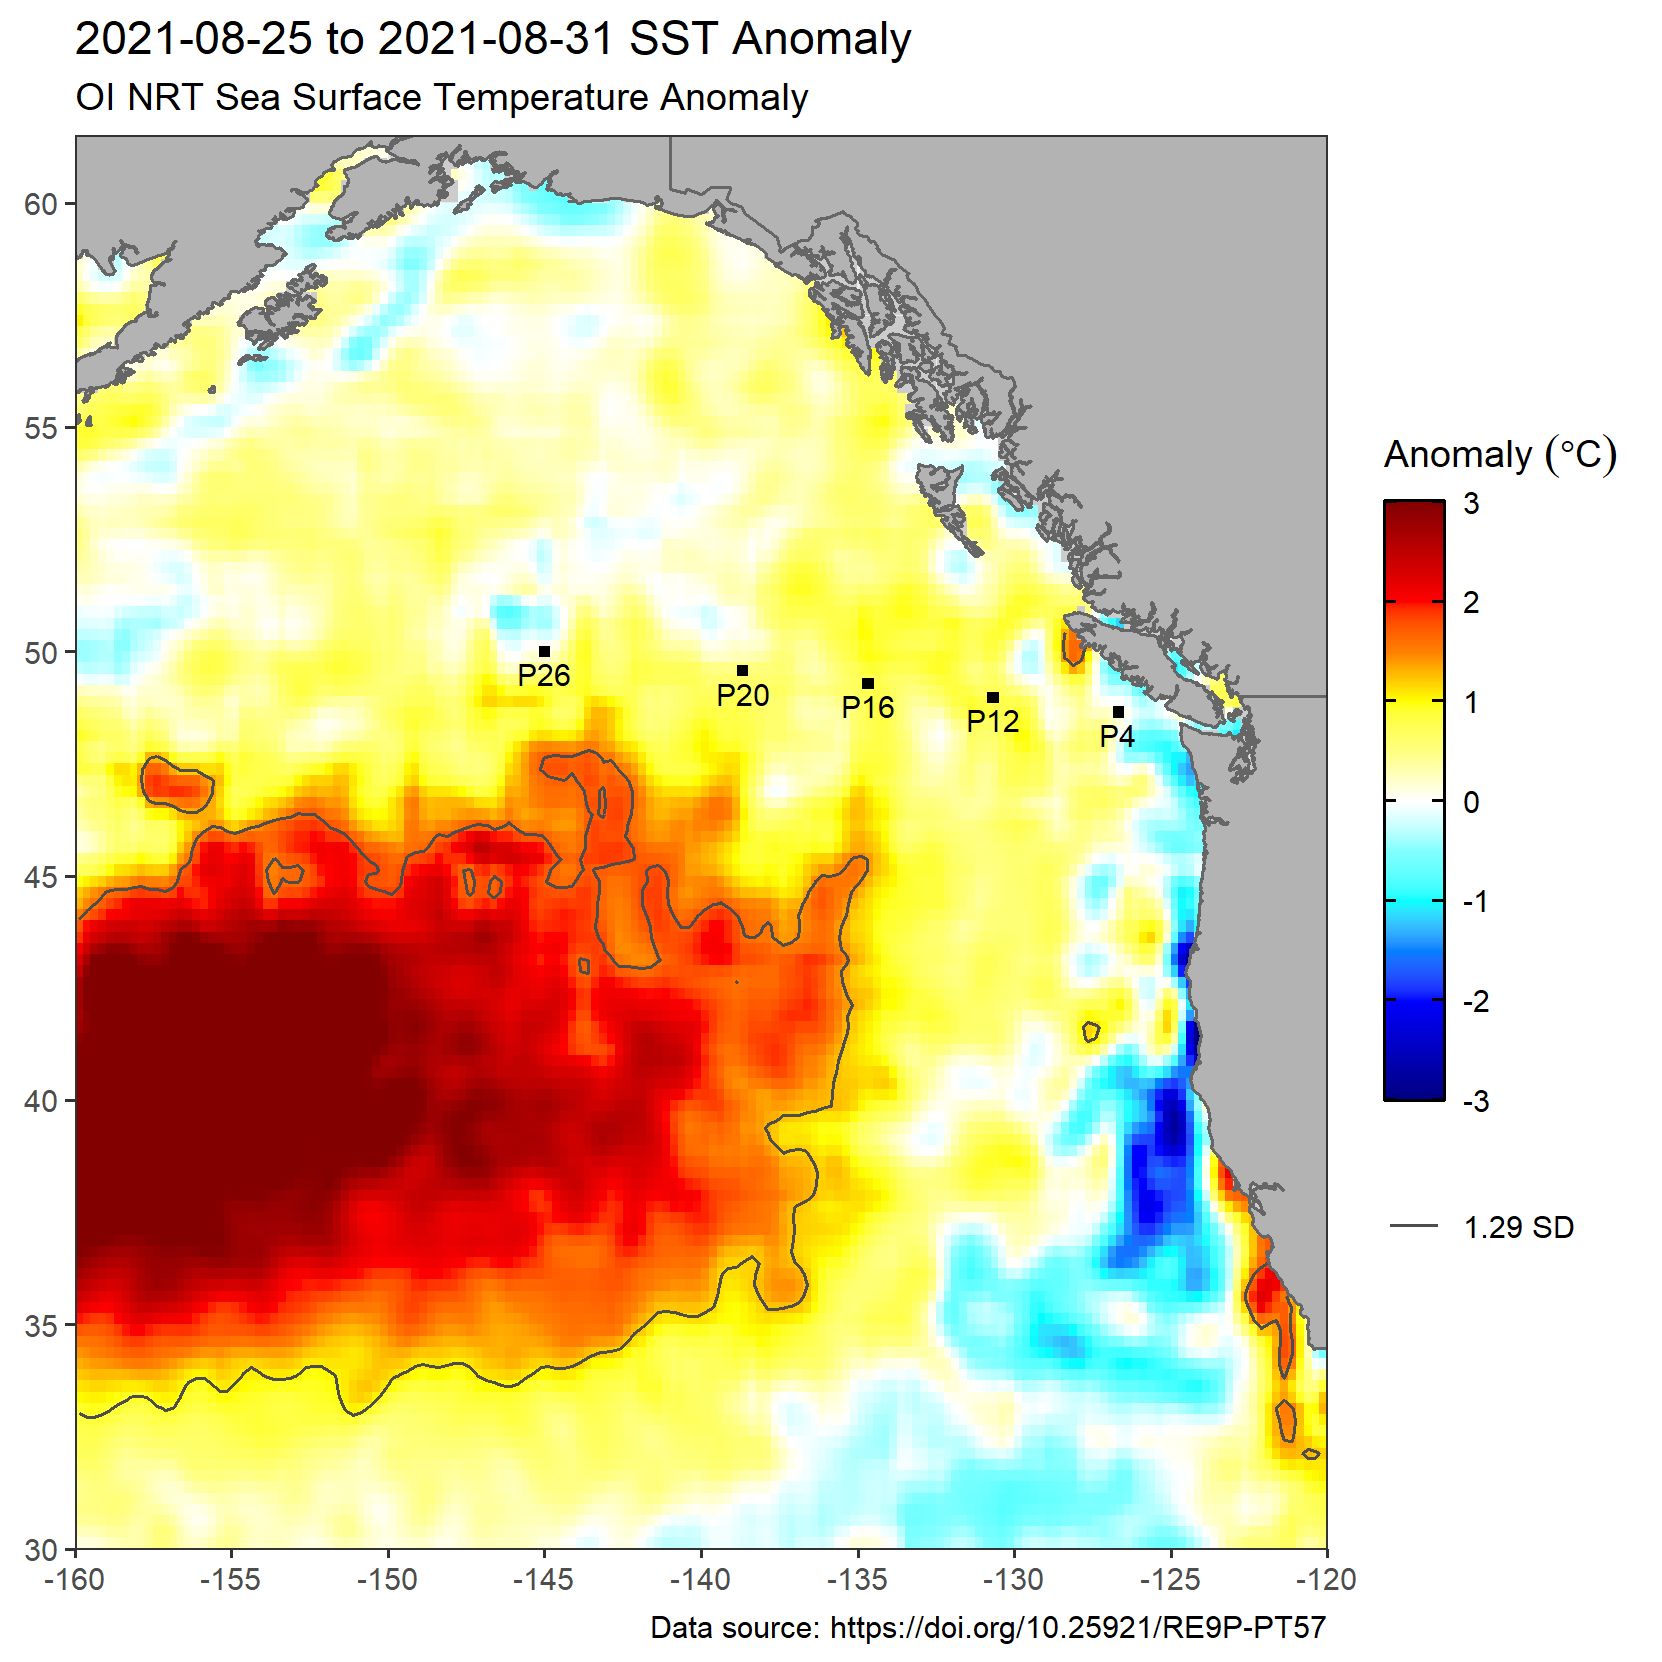 2021-08-25 to 2021-08-31 SST Anomaly
OI NRT Sea Surface Temperature Anomaly
60
55
50
45
40
35
30
-160
-155
-150
-145
-140
-135
-130
-125
-120
P26
P20
P16
P12
P4
Anomaly (°C)
3
2
1
0
-1
-2
-3
1.29 SD
Data source: https://doi.org/10.25921/RE9P-PT57